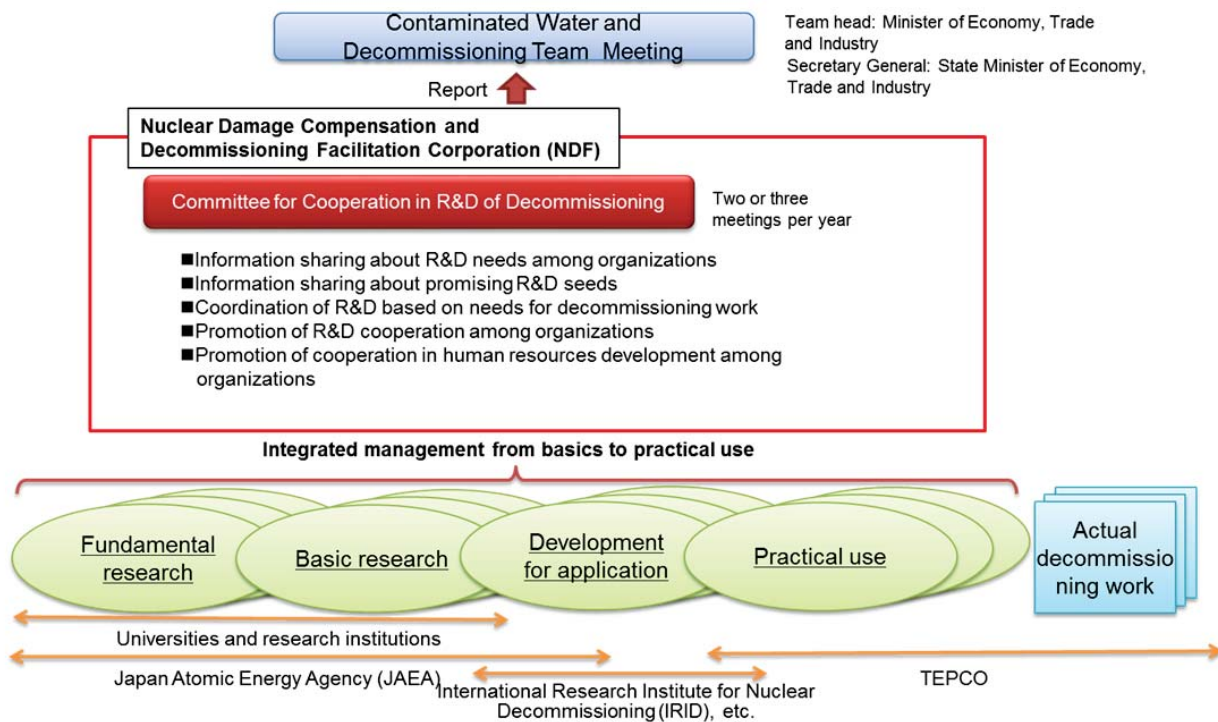 Contaminated Water and
Decommissioning Team Meeting
Team head: Minister of Economy, Trade
and Industry
Secretary General: State Minister of Economy,
Trade and Industry
Report
Nuclear Damage Compensation and
Decommissioning Facilitation Corporation (NDF)
Committee for Cooperation in R&D of Decommissioning
Two or three
meetings per year
■Information sharing about R&D needs among organizations
■Information sharing about promising R&D seeds
■Coordination of R&D based on needs for decommissioning work
■Promotion of R&D cooperation among organizations
■Promotion of cooperation in human resources development among
organizations
Integrated management from basics to practical use
Fundamental
research
Basic research
Development
for application
Practical use
Actual
decommissio
ning work
Universities and research institutions
Japan Atomic Energy Agency (JAEA)
International Research Institute for Nuclear
Decommissioning (IRID), etc.
TEPCO